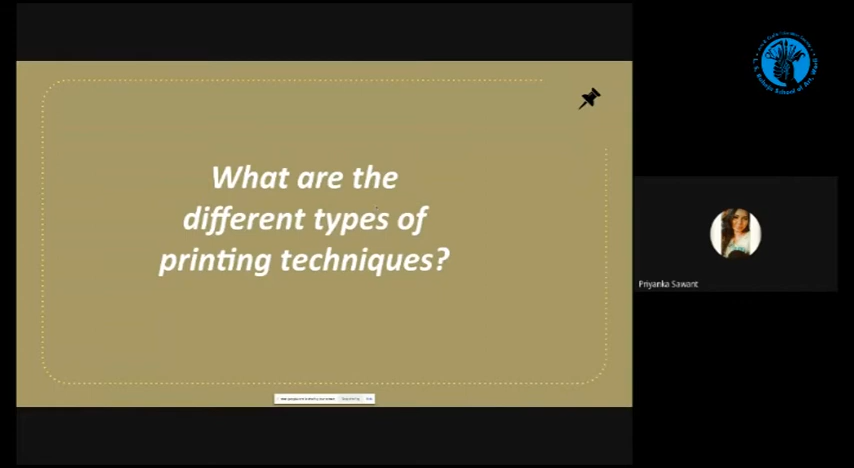 What are the
different types of
printing techniques?
Priyanka Sawant